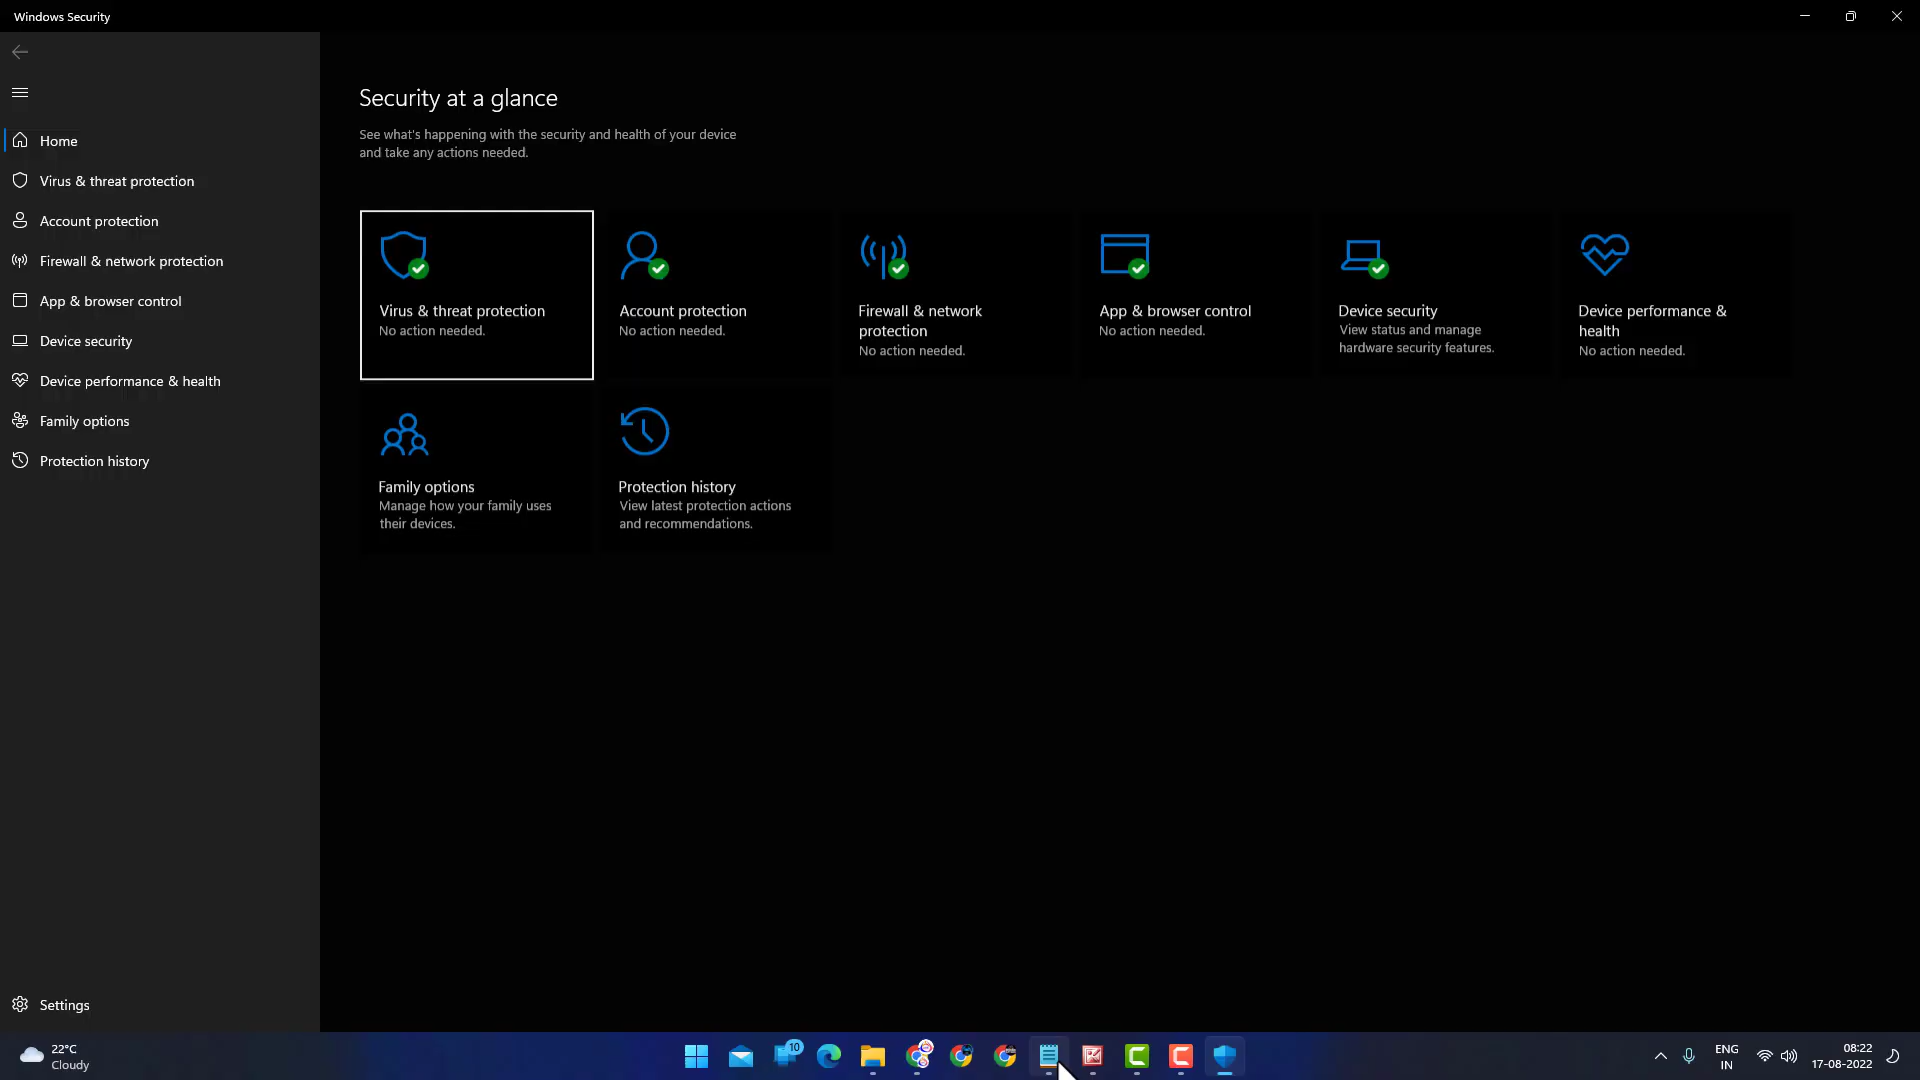 Windows Security
Home
Virus & threat protection
Account protection
Firewall & network protection
App & browser control
Device security
Device performance & health
Family options
Protection history
Settings
Security at a glance
See what's happening with the security and health of your device
and take any actions needed.
Virus & threat protection
No action needed.
Account protection
No action needed.
Firewall & network
protection
No action needed.
App & browser control
No action needed.
Device security
View status and manage
hardware security features.
Device performance &
health
No action needed.
Family options
Manage how your family uses
their devices.
Protection history
View latest protection actions
and recommendations.
22°C
Cloudy
10
ENG
IN
08:22
17-08-2022